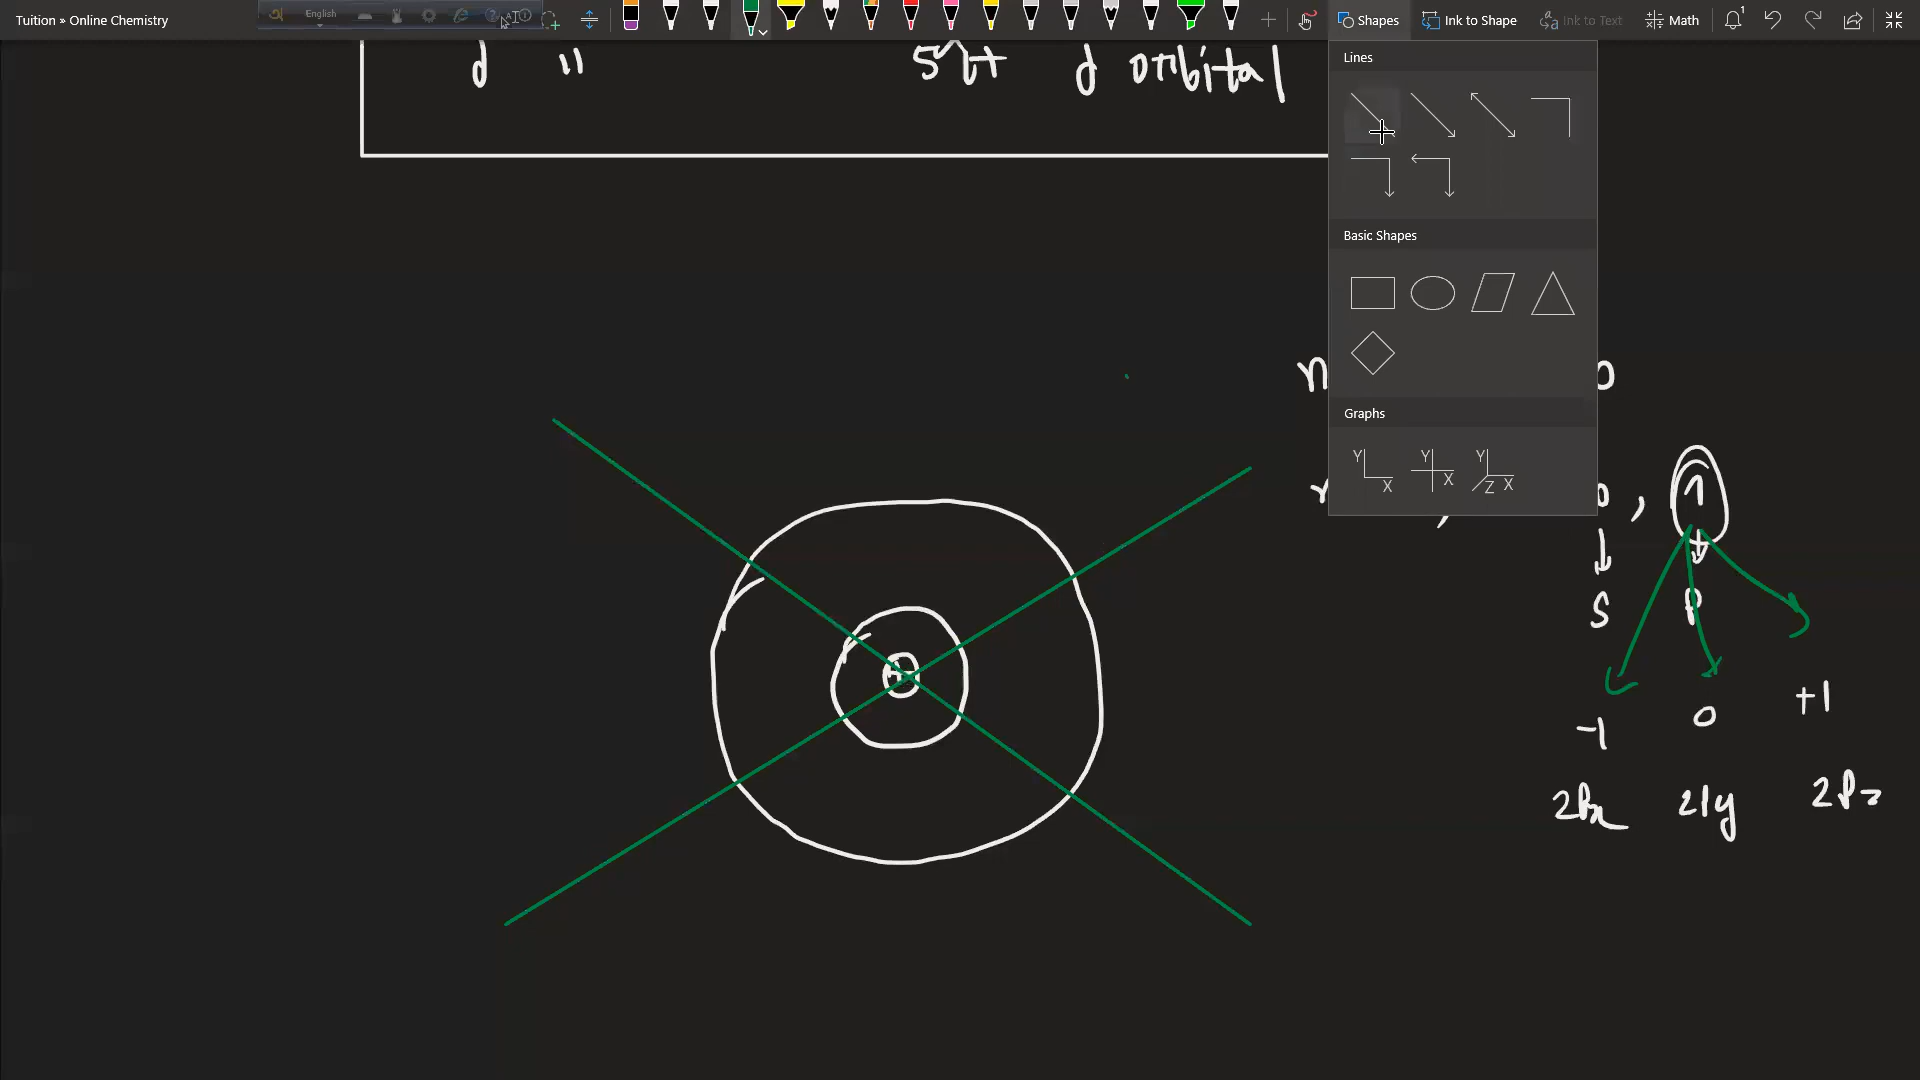 Tuition » Online Chemistry
English
Shapes
Ink to Shape
Ink to Text
Math
Lines
Basic Shapes
Graphs
Y X
Y X
Y Z X
d " d orbital
n 0
, 1
S P
-1 0 +1
2Px 2Py 2Pz